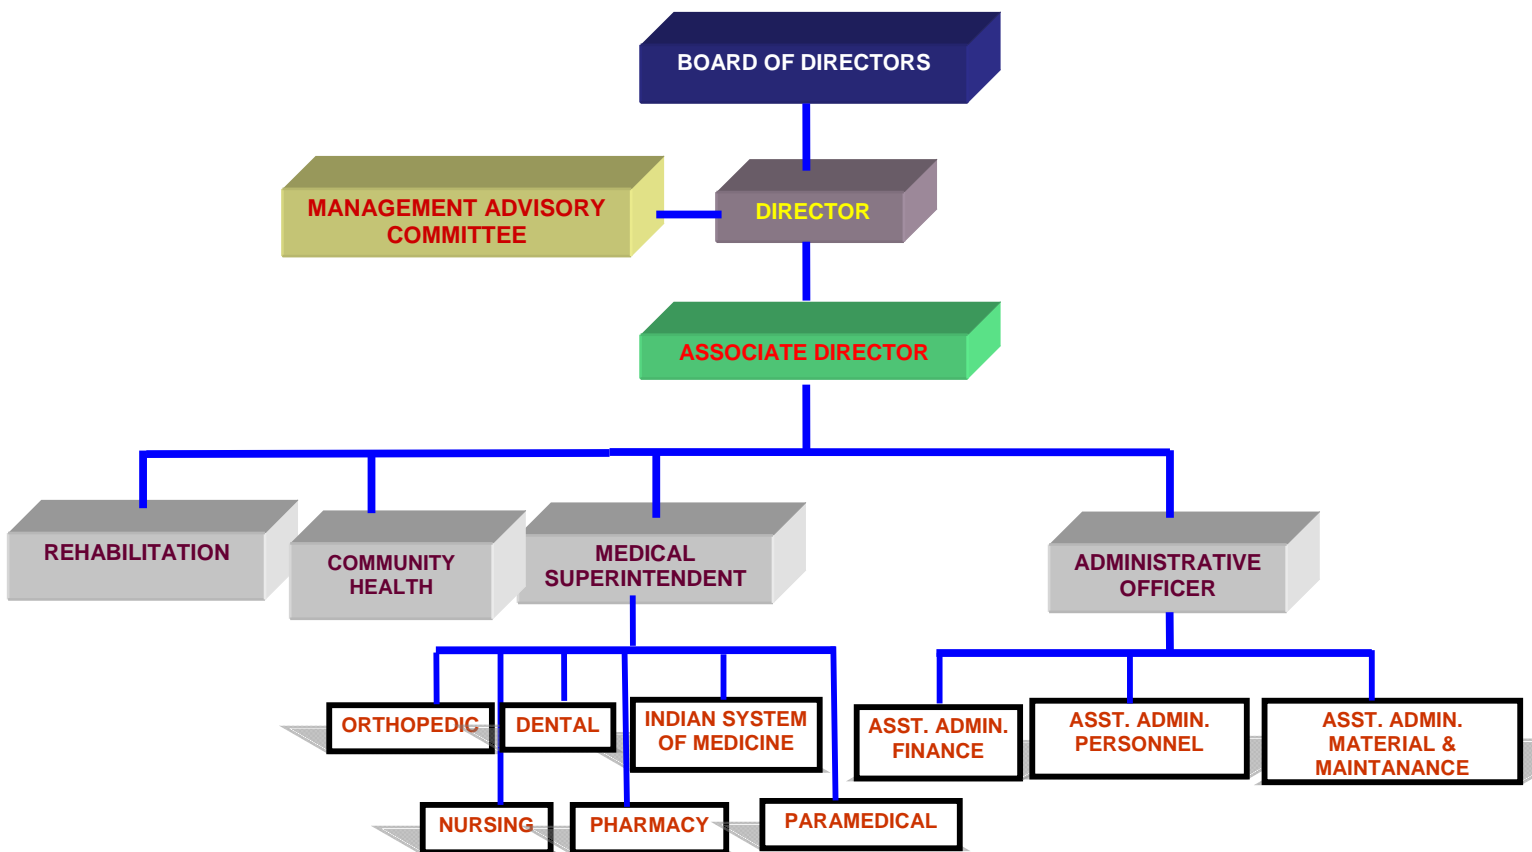 BOARD OF DIRECTORS
MANAGEMENT ADVISORY
COMMITTEE
DIRECTOR
ASSOCIATE DIRECTOR
REHABILITATION
COMMUNITY
HEALTH
MEDICAL
SUPERINTENDENT
ADMINISTRATIVE
OFFICER
ORTHOPEDIC
DENTAL
INDIAN SYSTEM
OF MEDICINE
ASST. ADMIN.
FINANCE
ASST. ADMIN.
PERSONNEL
ASST. ADMIN.
MATERIAL &
MAINTANANCE
NURSING
PHARMACY
PARAMEDICAL